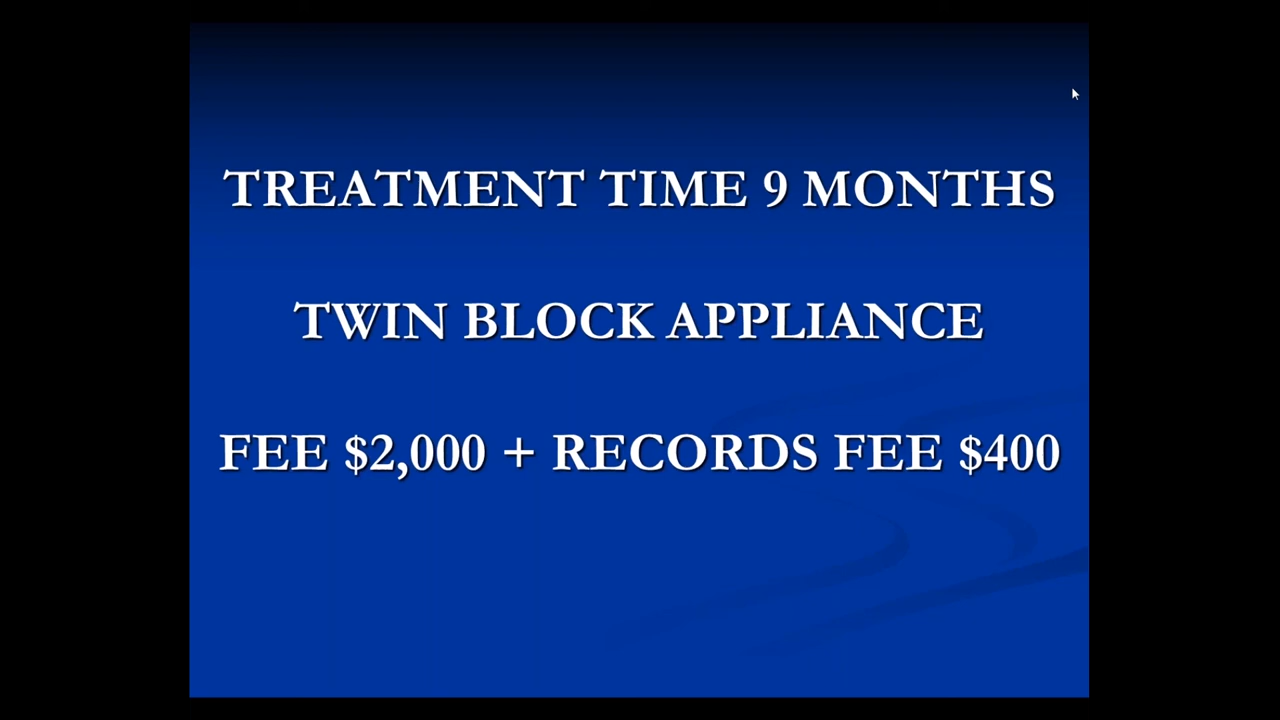 TREATMENT TIME 9 MONTHS
TWIN BLOCK APPLIANCE
FEE $2,000 + RECORDS FEE $400